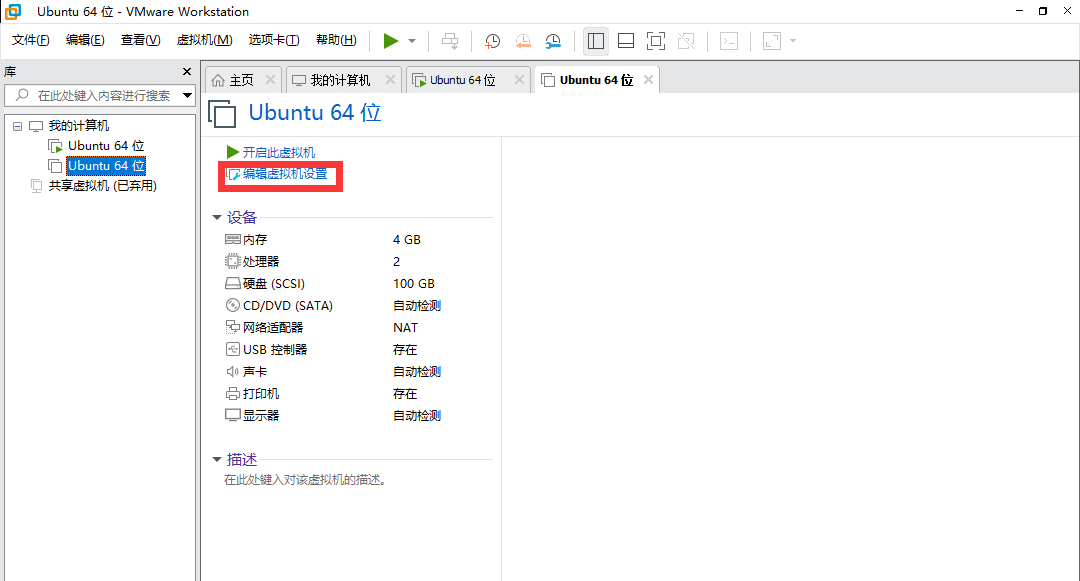 Ubuntu 64 位 - VMware Workstation
文件(F) 编辑(E) 查看(V) 虚拟机(M) 选项卡(T) 帮助(H)
库
在此处键入内容进行搜索
我的计算机
Ubuntu 64 位
Ubuntu 64 位
共享虚拟机 (已弃用)
主页 我的计算机 Ubuntu 64 位 Ubuntu 64 位
Ubuntu 64 位
开启此虚拟机
编辑虚拟机设置
设备
内存 4 GB
处理器 2
硬盘 (SCSI) 100 GB
CD/DVD (SATA) 自动检测
网络适配器 NAT
USB 控制器 存在
声卡 自动检测
打印机 存在
显示器 自动检测
描述
在此处键入对该虚拟机的描述。